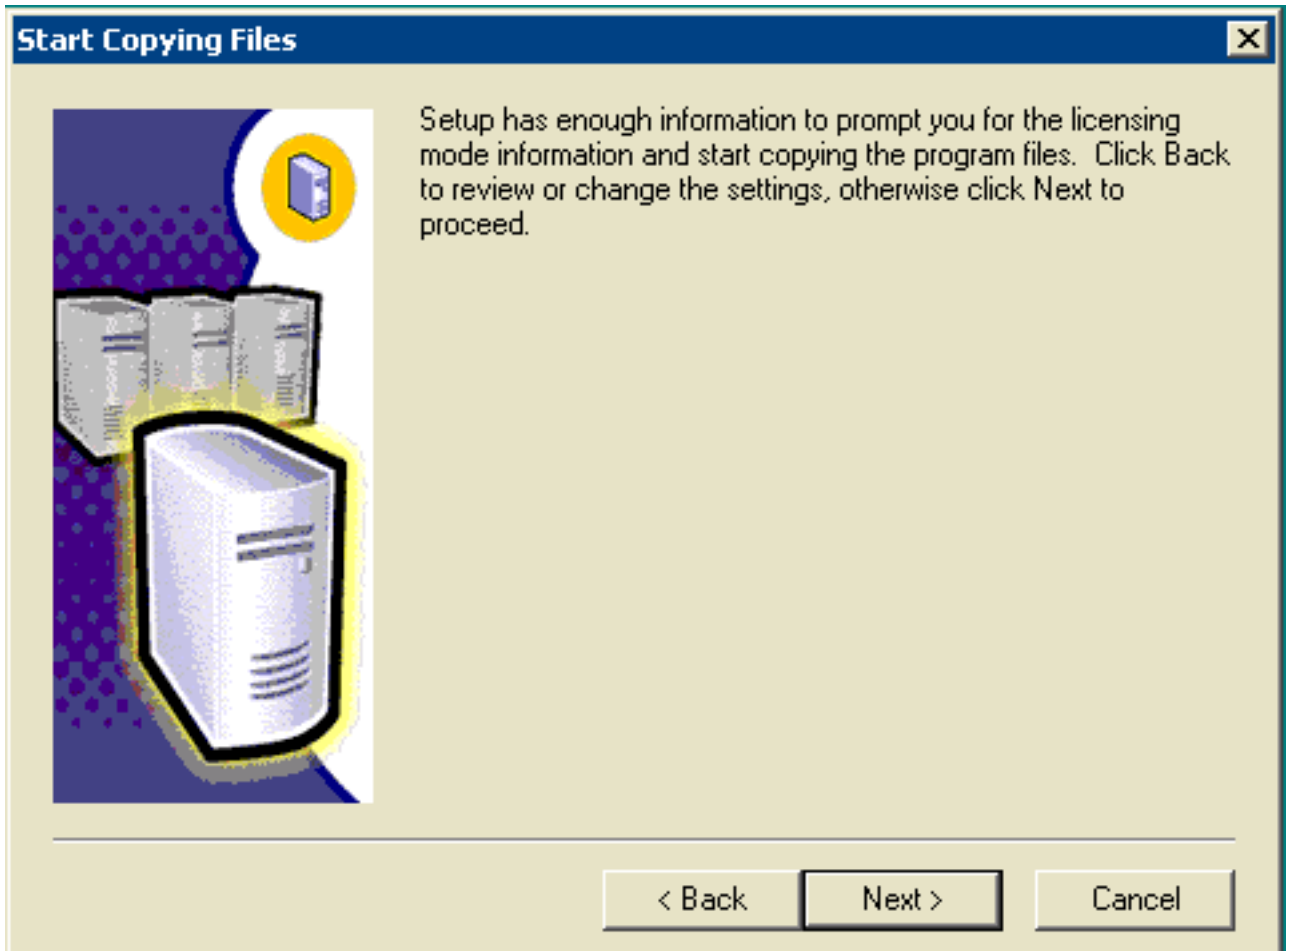 Start Copying Files
Setup has enough information to prompt you for the licensing
mode information and start copying the program files.  Click Back
to review or change the settings, otherwise click Next to
proceed.
< Back
Next >
Cancel